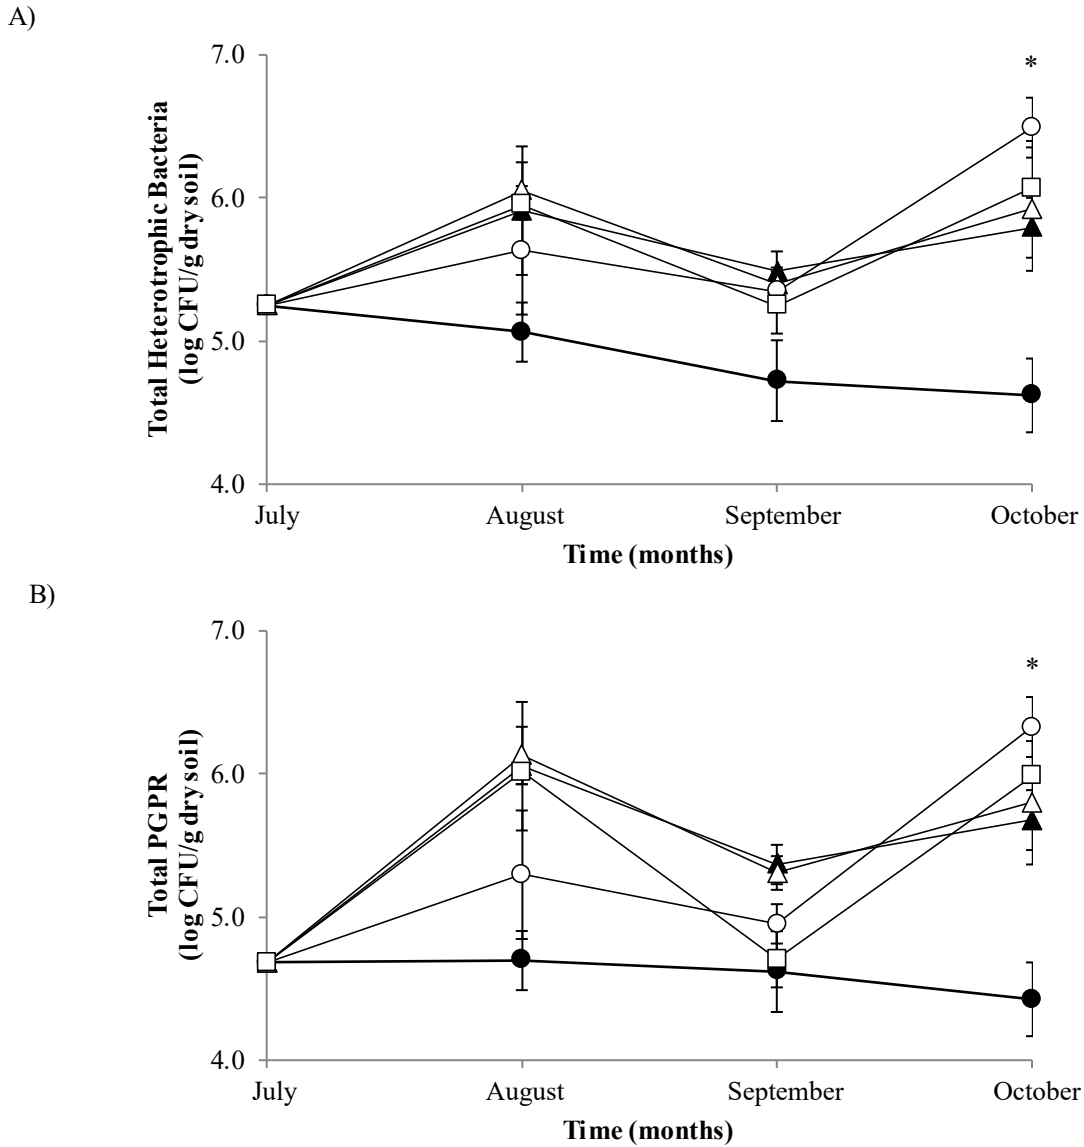 A)
7.0
*
6.0
5.0
4.0
Total Heterotrophic Bacteria
(log CFU/g dry soil)
July
August
September
October
Time (months)
B)
7.0
*
6.0
5.0
4.0
Total PGPR
(log CFU/g dry soil)
July
August
September
October
Time (months)